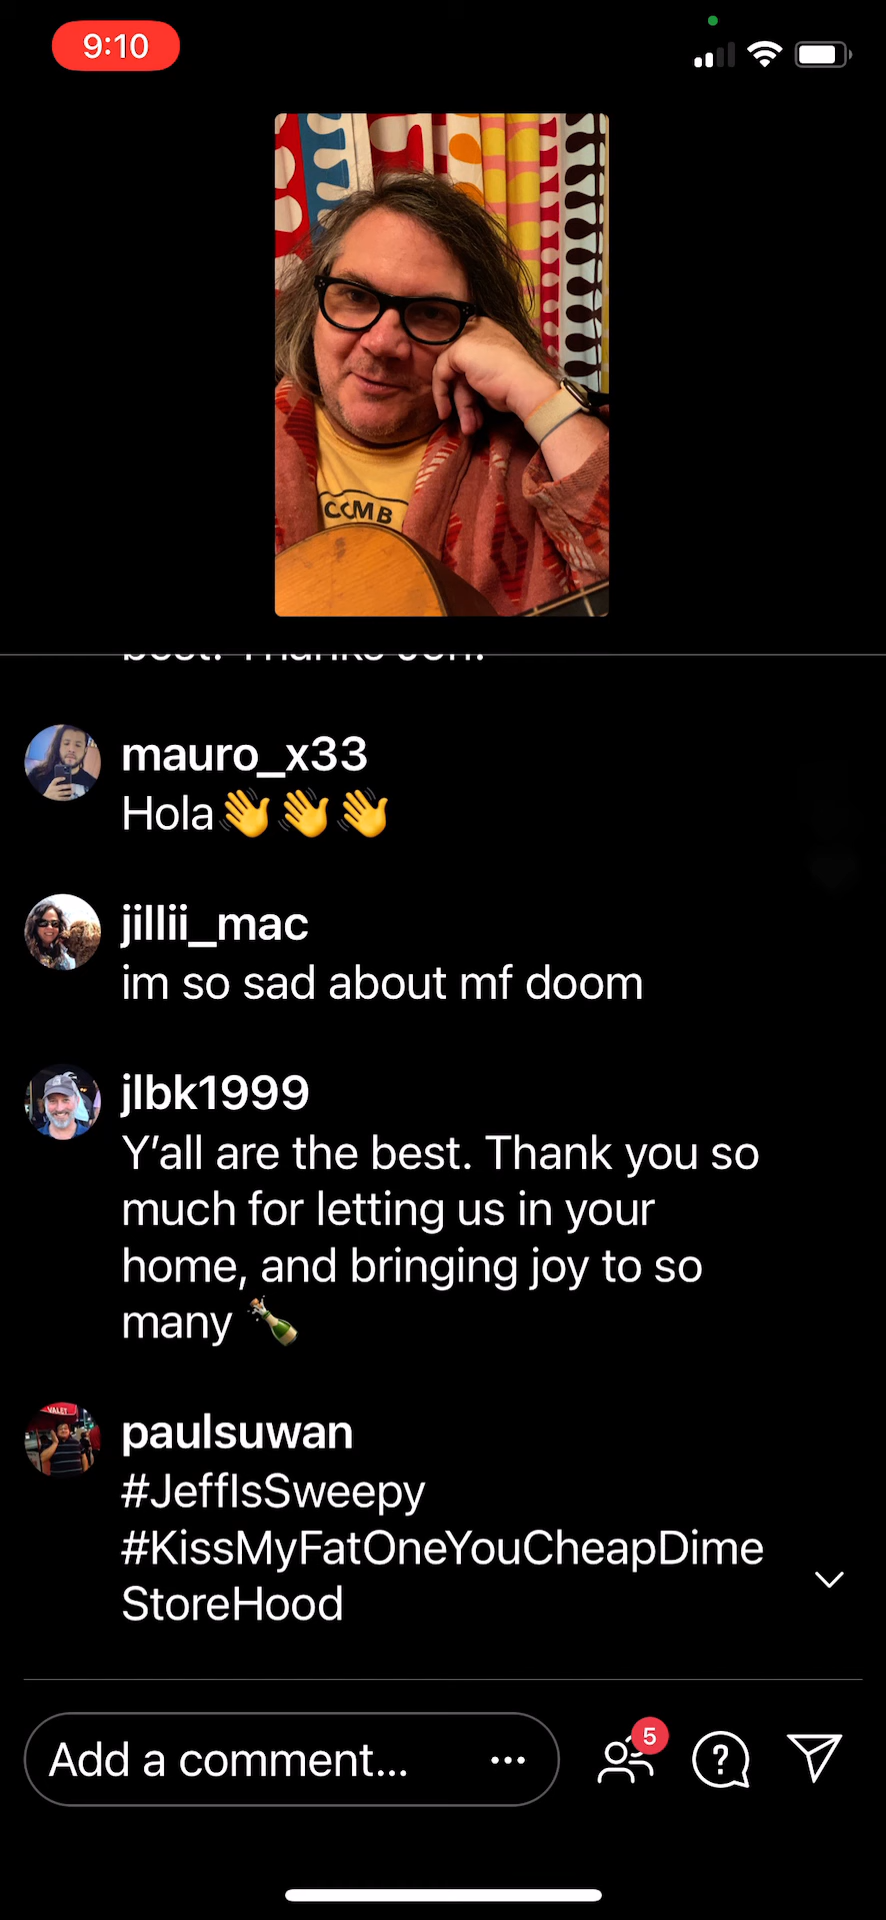 9:10
CCMB
mauro_x33
Hola👋👋👋
jillii_mac
im so sad about mf doom
jlbk1999
Y’all are the best. Thank you so
much for letting us in your
home, and bringing joy to so
many 🍾
VALET
paulsuwan
#JeffIsSweepy
#KissMyFatOneYouCheapDime
StoreHood
Add a comment...
5